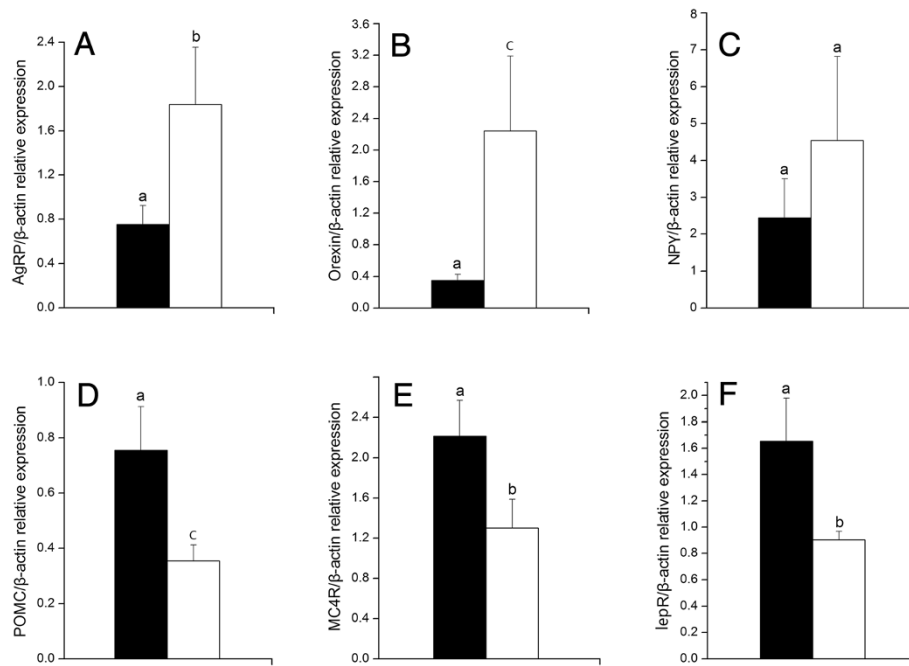 A
AgRP/β-actin relative expression
2.4
2.0
1.6
1.2
0.8
0.4
0.0
a
b
B
Orexin/β-actin relative expression
3.6
3.2
2.8
2.4
2.0
1.6
1.2
0.8
0.4
0.0
a
c
C
NPY/β-actin relative expression
8
7
6
5
4
3
2
1
0
a
a
D
POMC/β-actin relative expression
1.0
0.8
0.6
0.4
0.2
0.0
a
c
E
MC4R/β-actin relative expression
2.4
2.0
1.6
1.2
0.8
0.4
0.0
a
b
F
lepR/β-actin relative expression
2.0
1.8
1.6
1.4
1.2
1.0
0.8
0.6
0.4
0.2
0.0
a
b